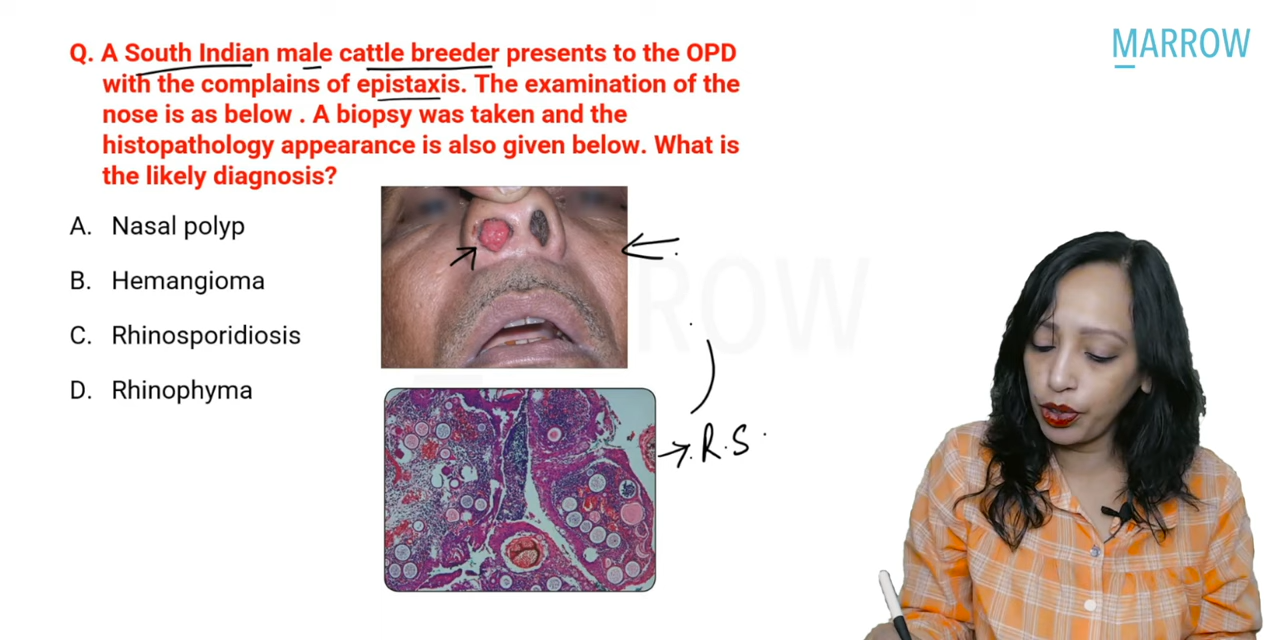 MARROW
Q. A South Indian male cattle breeder presents to the OPD
with the complains of epistaxis. The examination of the
nose is as below . A biopsy was taken and the
histopathology appearance is also given below. What is
the likely diagnosis?
A. Nasal polyp
B. Hemangioma
C. Rhinosporidiosis
D. Rhinophyma
ROW
R.S.